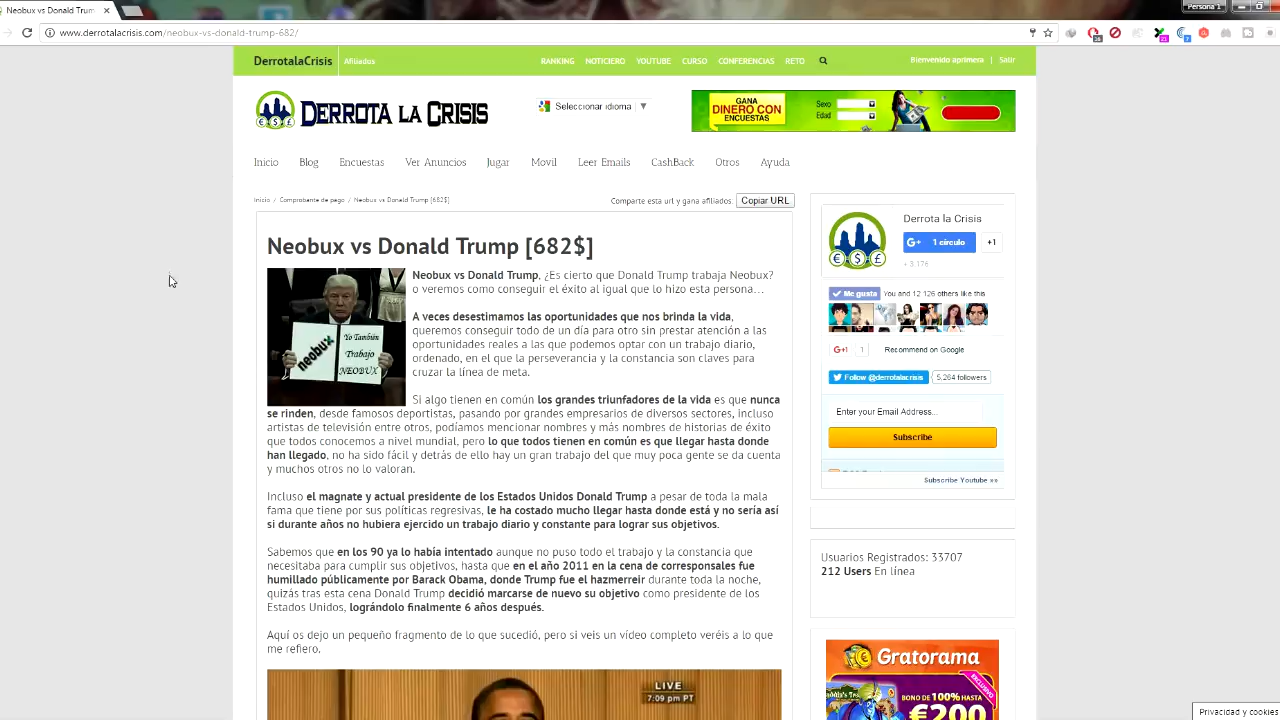 Neobux vs Donald Trum
Persona 1
www.derrotalacrisis.com/neobux-vs-donald-trump-682/
DerrotalaCrisis
Afiliados
RANKING NOTICIERO YOUTUBE CURSO CONFERENCIAS RETO
Bienvenido aprimera | Salir
DERROTA LA CRISIS
Seleccionar idioma ▼
GANA
DINERO CON
ENCUESTAS
Sexo
Edad
Inicio Blog Encuestas Ver Anuncios Jugar Movil Leer Emails CashBack Otros Ayuda
Inicio / Comprobante de pago / Neobux vs Donald Trump [682$]
Comparte esta url y gana afiliados: Copiar URL
Neobux vs Donald Trump [682$]
neobux
Yo También
Trabajo
NEOBUX
Neobux vs Donald Trump, ¿Es cierto que Donald Trump trabaja Neobux?
o veremos como conseguir el éxito al igual que lo hizo esta persona...
A veces desestimamos las oportunidades que nos brinda la vida,
queremos conseguir todo de un día para otro sin prestar atención a las
oportunidades reales a las que podemos optar con un trabajo diario,
ordenado, en el que la perseverancia y la constancia son claves para
cruzar la línea de meta.
Si algo tienen en común los grandes triunfadores de la vida es que nunca
se rinden, desde famosos deportistas, pasando por grandes empresarios de diversos sectores, incluso
artistas de televisión entre otros, podíamos mencionar nombres y más nombres de historias de éxito
que todos conocemos a nivel mundial, pero lo que todos tienen en común es que llegar hasta donde
han llegado, no ha sido fácil y detrás de ello hay un gran trabajo del que muy poca gente se da cuenta
y muchos otros no lo valoran.
Incluso el magnate y actual presidente de los Estados Unidos Donald Trump a pesar de toda la mala
fama que tiene por sus políticas regresivas, le ha costado mucho llegar hasta donde está y no sería así
si durante años no hubiera ejercido un trabajo diario y constante para lograr sus objetivos.
Sabemos que en los 90 ya lo había intentado aunque no puso todo el trabajo y la constancia que
necesitaba para cumplir sus objetivos, hasta que en el año 2011 en la cena de corresponsales fue
humillado públicamente por Barack Obama, donde Trump fue el hazmerreir durante toda la noche,
quizás tras esta cena Donald Trump decidió marcarse de nuevo su objetivo como presidente de los
Estados Unidos, lográndolo finalmente 6 años después.
Aquí os dejo un pequeño fragmento de lo que sucedió, pero si veis un vídeo completo veréis a lo que
me refiero.
LIVE
7:09 pm PT
Derrota la Crisis
G+ 1 círculo +1
+ 3.176
Me gusta You and 12 126 others like this
G+1 1 Recommend on Google
Follow @derrotalacrisis 5,264 followers
Enter your Email Address...
Subscribe
Subscribe Youtube »»
Usuarios Registrados: 33707
212 Users En línea
Gratorama
EXCLUSIVO
BONO DE 100% HASTA
€200
Privacidad y cookies